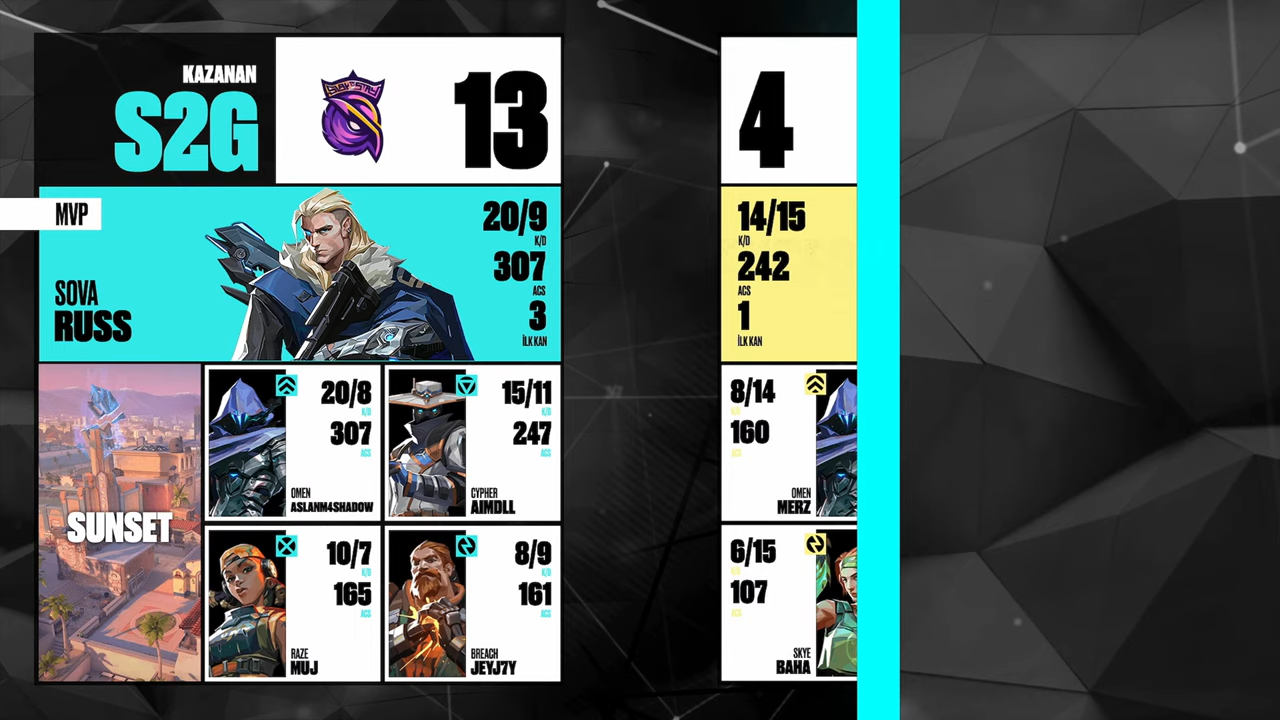 KAZANAN
S2G
13
4
MVP
SOVA
RUSS
20/9
K/D
307
ACS
3
İLK KAN
14/15
K/D
242
ACS
1
İLK KAN
SUNSET
20/8
K/D
307
ACS
OMEN
ASLANM4SHADOW
15/11
K/D
247
ACS
CYPHER
AIMDLL
8/14
K/D
160
ACS
OMEN
MERZ
10/7
K/D
165
ACS
RAZE
MUJ
8/9
K/D
161
ACS
BREACH
JEYJ7Y
6/15
K/D
107
ACS
SKYE
BAHA